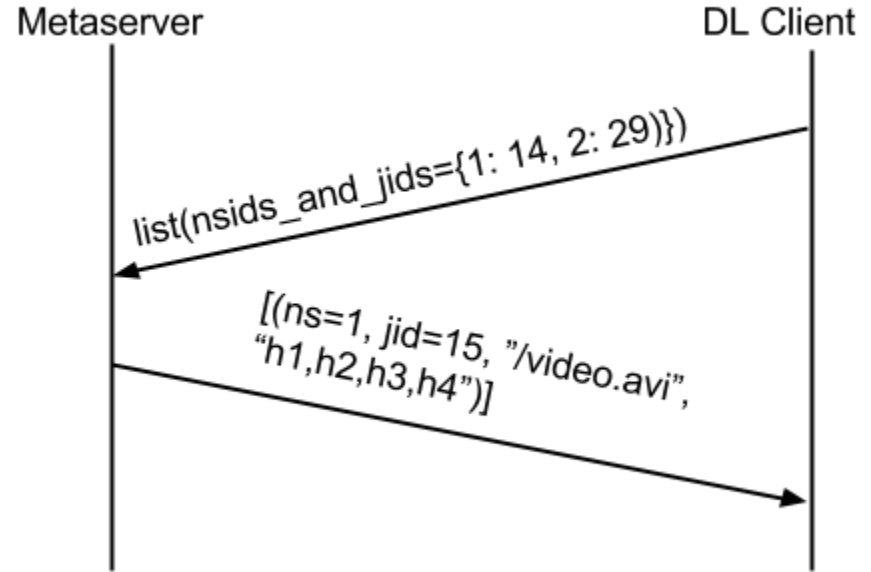 Metaserver
DL Client
list(nsids_and_jids={1: 14, 2: 29)})
[(ns=1, jid=15, ”/video.avi”,
“h1,h2,h3,h4”)]